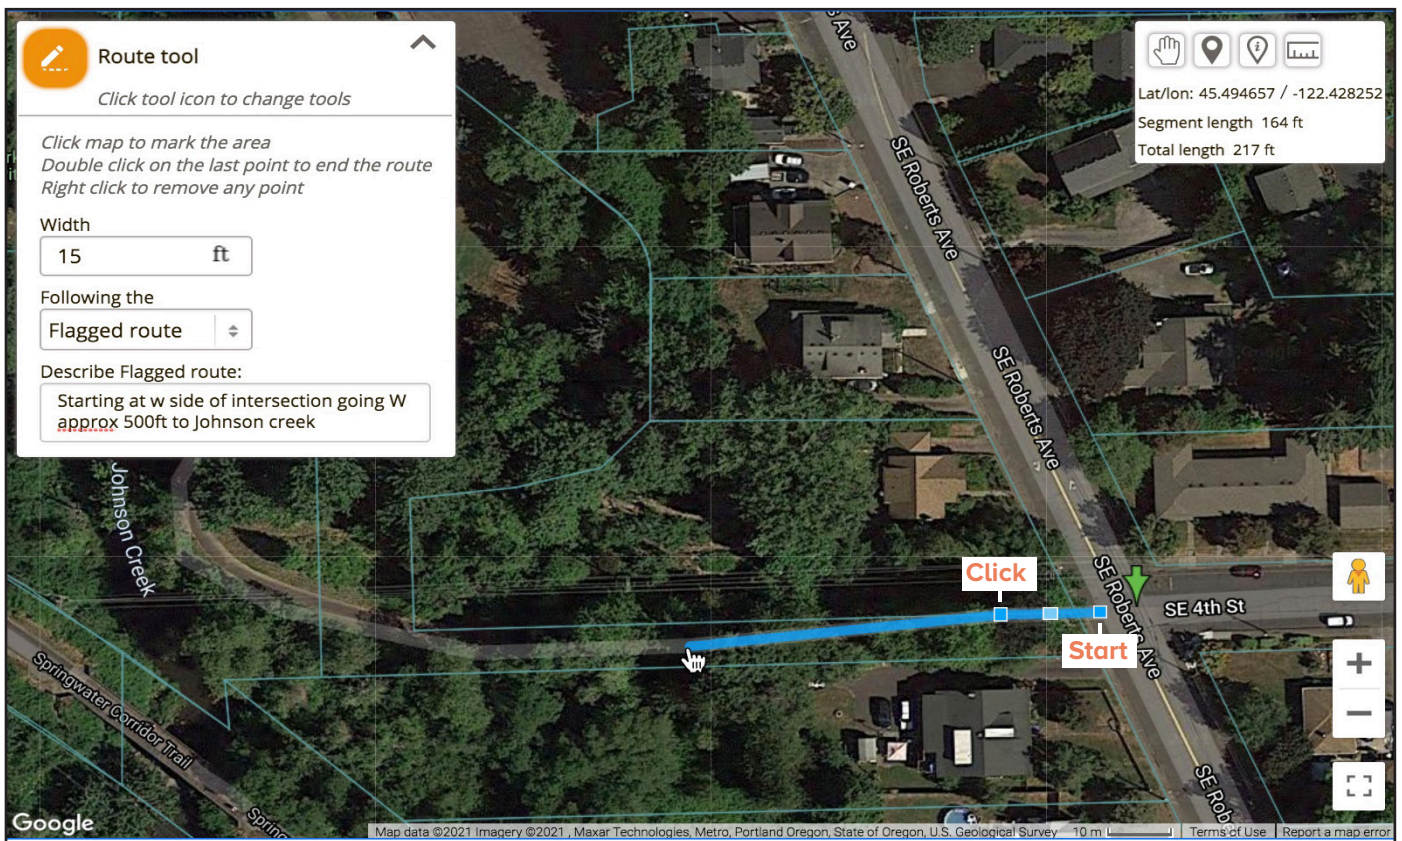 Route tool
Click tool icon to change tools
Click map to mark the area
Double click on the last point to end the route
Right click to remove any point
Width
15 ft
Following the
Flagged route
Describe Flagged route:
Starting at w side of intersection going W
approx 500ft to Johnson creek
Lat/lon: 45.494657 / -122.428252
Segment length 164 ft
Total length 217 ft
s Ave
SE Roberts Ave
SE Roberts Ave
SE Roberts Ave
SE 4th St
Click
Start
Johnson Creek
Springwater Corridor Trail
Spring
SE Rob
Google
Map data ©2021 Imagery ©2021 , Maxar Technologies, Metro, Portland Oregon, State of Oregon, U.S. Geological Survey
10 m
Terms of Use
Report a map error